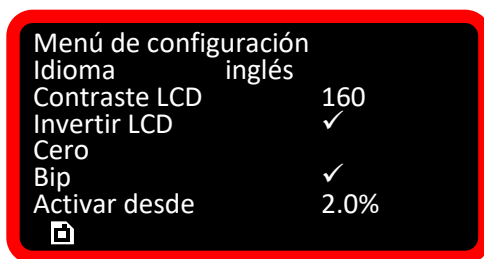 Menú de configuración
Idioma inglés
Contraste LCD 160
Invertir LCD ✓
Cero
Bip ✓
Activar desde 2.0%